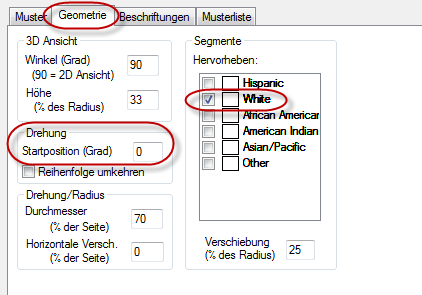 Muster
Geometrie
Beschriftungen
Musterliste
3D Ansicht
Winkel (Grad)
(90 = 2D Ansicht)
90
Höhe
(% des Radius)
33
Drehung
Startposition (Grad)
0
Reihenfolge umkehren
Drehung/Radius
Durchmesser
(% der Seite)
70
Horizontale Versch.
(% der Seite)
0
Segmente
Hervorheben:
Hispanic
White
African American
American Indian
Asian/Pacific
Other
Verschiebung
(% des Radius)
25